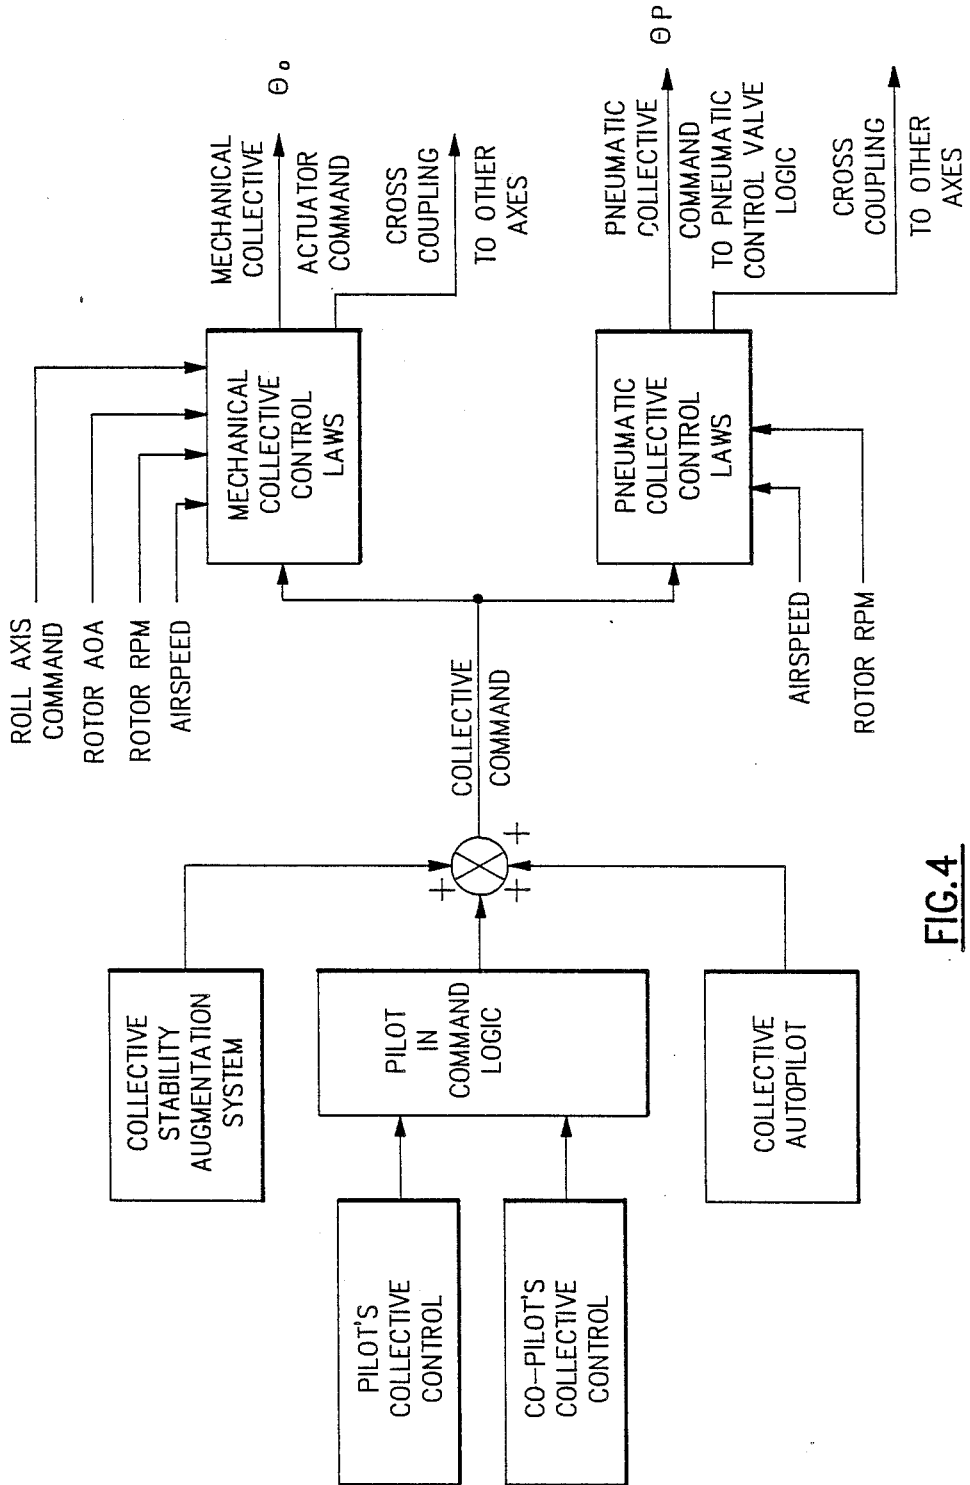 COLLECTIVE
STABILITY
AUGMENTATION
SYSTEM
PILOT'S
COLLECTIVE
CONTROL
CO-PILOT'S
COLLECTIVE
CONTROL
PILOT
IN
COMMAND
LOGIC
COLLECTIVE
AUTOPILOT
+
+
+
COLLECTIVE
COMMAND
ROLL AXIS
COMMAND
ROTOR AOA
ROTOR RPM
AIRSPEED
MECHANICAL
COLLECTIVE
CONTROL
LAWS
MECHANICAL
COLLECTIVE
ACTUATOR
COMMAND
Θo
CROSS
COUPLING
TO OTHER
AXES
PNEUMATIC
COLLECTIVE
CONTROL
LAWS
AIRSPEED
ROTOR RPM
PNEUMATIC
COLLECTIVE
COMMAND
TO PNEUMATIC
CONTROL VALVE
LOGIC
ΘP
CROSS
COUPLING
TO OTHER
AXES
FIG.4